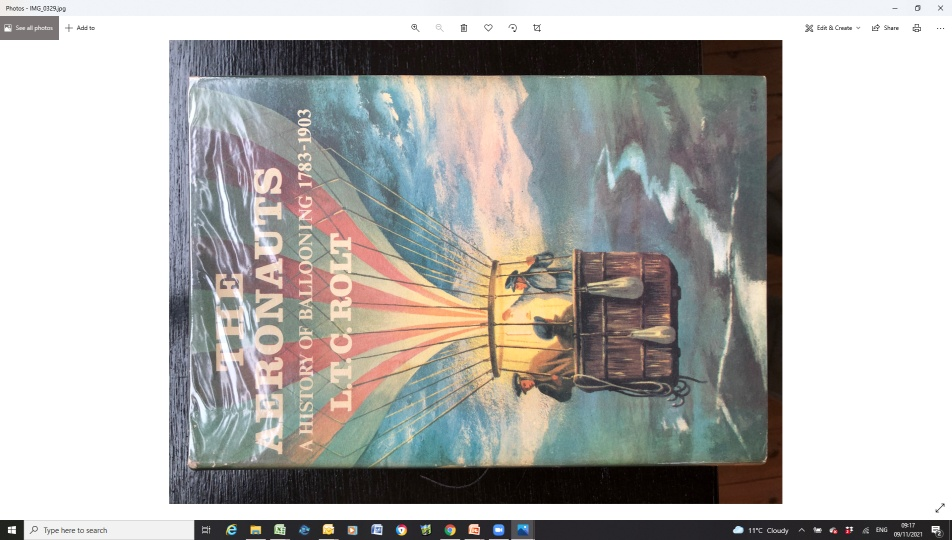 Photos - IMG_0329.jpg
See all photos
Add to
Edit & Create
Share
THE
AERONAUTS
A HISTORY OF BALLOONING 1783-1903
L.T.C. ROLT
Type here to search
11°C Cloudy
ENG
09:17
09/11/2021